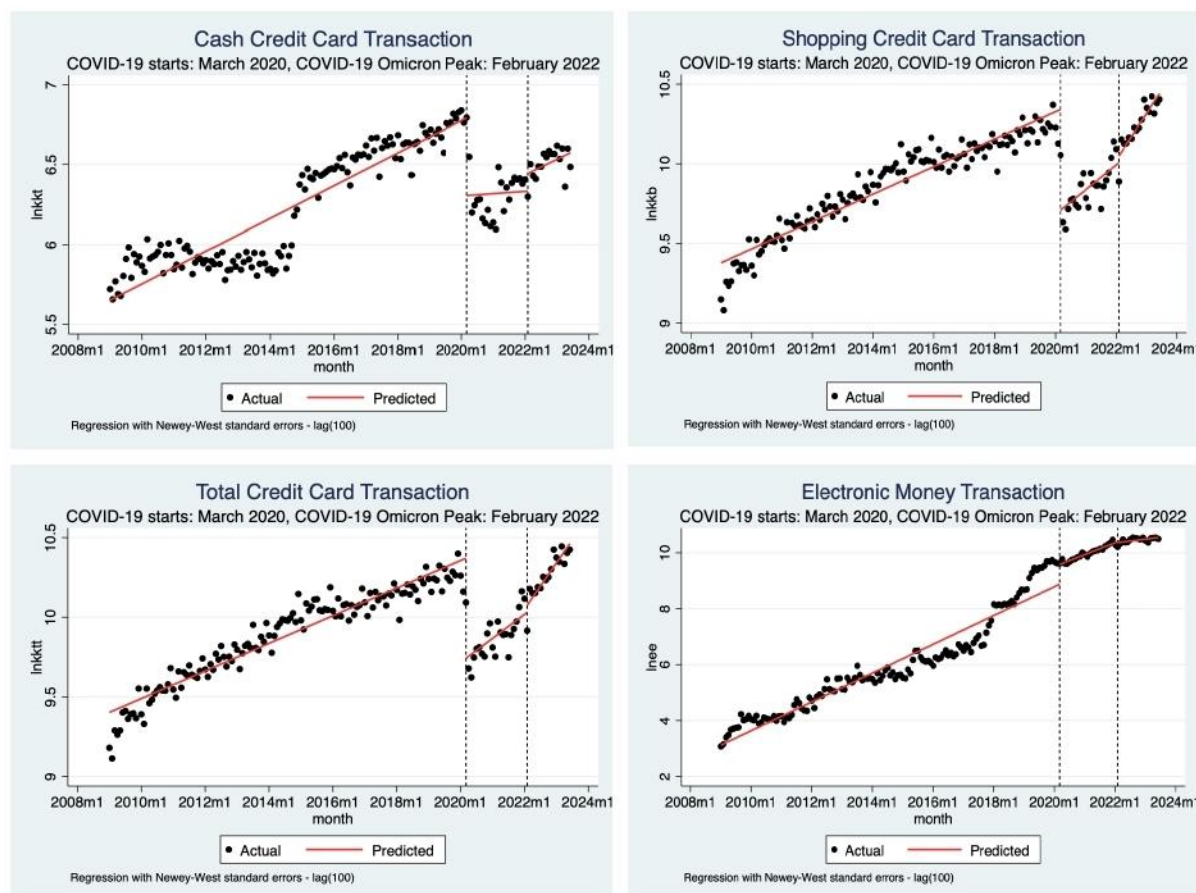 Cash Credit Card Transaction
COVID-19 starts: March 2020, COVID-19 Omicron Peak: February 2022
7
6.5
6
5.5
lnkkt
2008m1 2010m1 2012m1 2014m1 2016m1 2018m1 2020m1 2022m1 2024m1
month
Actual Predicted
Regression with Newey-West standard errors - lag(100)
Shopping Credit Card Transaction
COVID-19 starts: March 2020, COVID-19 Omicron Peak: February 2022
10.5
10
9.5
9
lnkkb
2008m1 2010m1 2012m1 2014m1 2016m1 2018m1 2020m1 2022m1 2024m1
month
Actual Predicted
Regression with Newey-West standard errors - lag(100)
Total Credit Card Transaction
COVID-19 starts: March 2020, COVID-19 Omicron Peak: February 2022
10.5
10
9.5
9
lnkktt
2008m1 2010m1 2012m1 2014m1 2016m1 2018m1 2020m1 2022m1 2024m1
month
Actual Predicted
Regression with Newey-West standard errors - lag(100)
Electronic Money Transaction
COVID-19 starts: March 2020, COVID-19 Omicron Peak: February 2022
10
8
6
4
2
lnee
2008m1 2010m1 2012m1 2014m1 2016m1 2018m1 2020m1 2022m1 2024m1
month
Actual Predicted
Regression with Newey-West standard errors - lag(100)